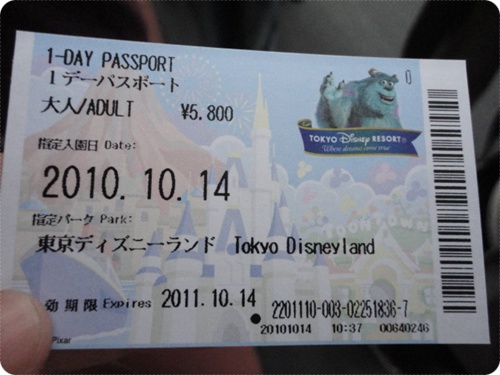 1-DAY PASSPORT
1デーパスポート
大人/ADULT ¥5,800
0
TOKYO Disney RESORT®
Where dreams come true
指定入園日 Date:
2010.10.14
指定パーク Park:
東京ディズニーランド Tokyo Disneyland
TOONTOWN
有効期限 Expires 2011.10.14
2201110-003-02251836-7
20101014 10:37 00640246
Pixar